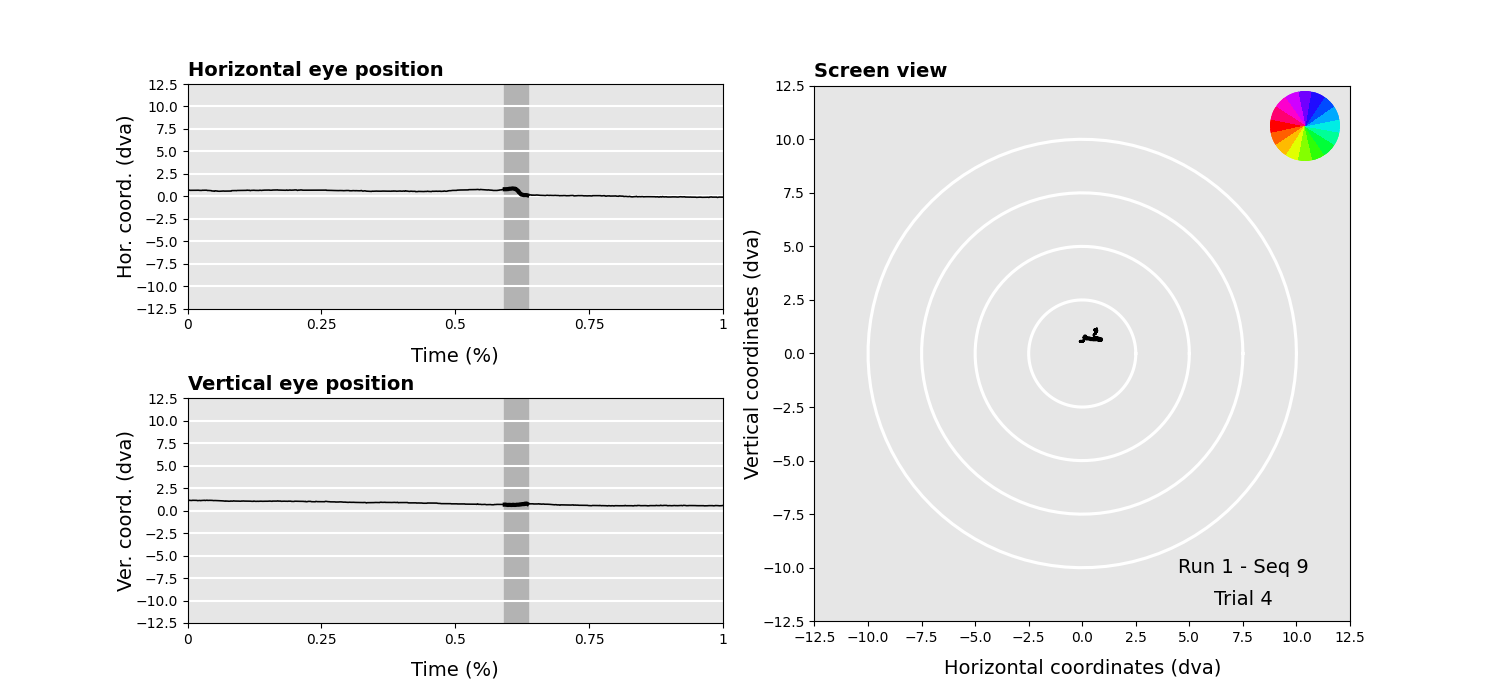 Horizontal eye position
Hor. coord. (dva)
12.5
10.0
7.5
5.0
2.5
0.0
−2.5
−5.0
−7.5
−10.0
−12.5
0 0.25 0.5 0.75 1
Time (%)
Vertical eye position
Ver. coord. (dva)
12.5
10.0
7.5
5.0
2.5
0.0
−2.5
−5.0
−7.5
−10.0
−12.5
0 0.25 0.5 0.75 1
Time (%)
Screen view
Vertical coordinates (dva)
12.5
10.0
7.5
5.0
2.5
0.0
−2.5
−5.0
−7.5
−10.0
−12.5
Run 1 - Seq 9
Trial 4
−12.5 −10.0 −7.5 −5.0 −2.5 0.0 2.5 5.0 7.5 10.0 12.5
Horizontal coordinates (dva)